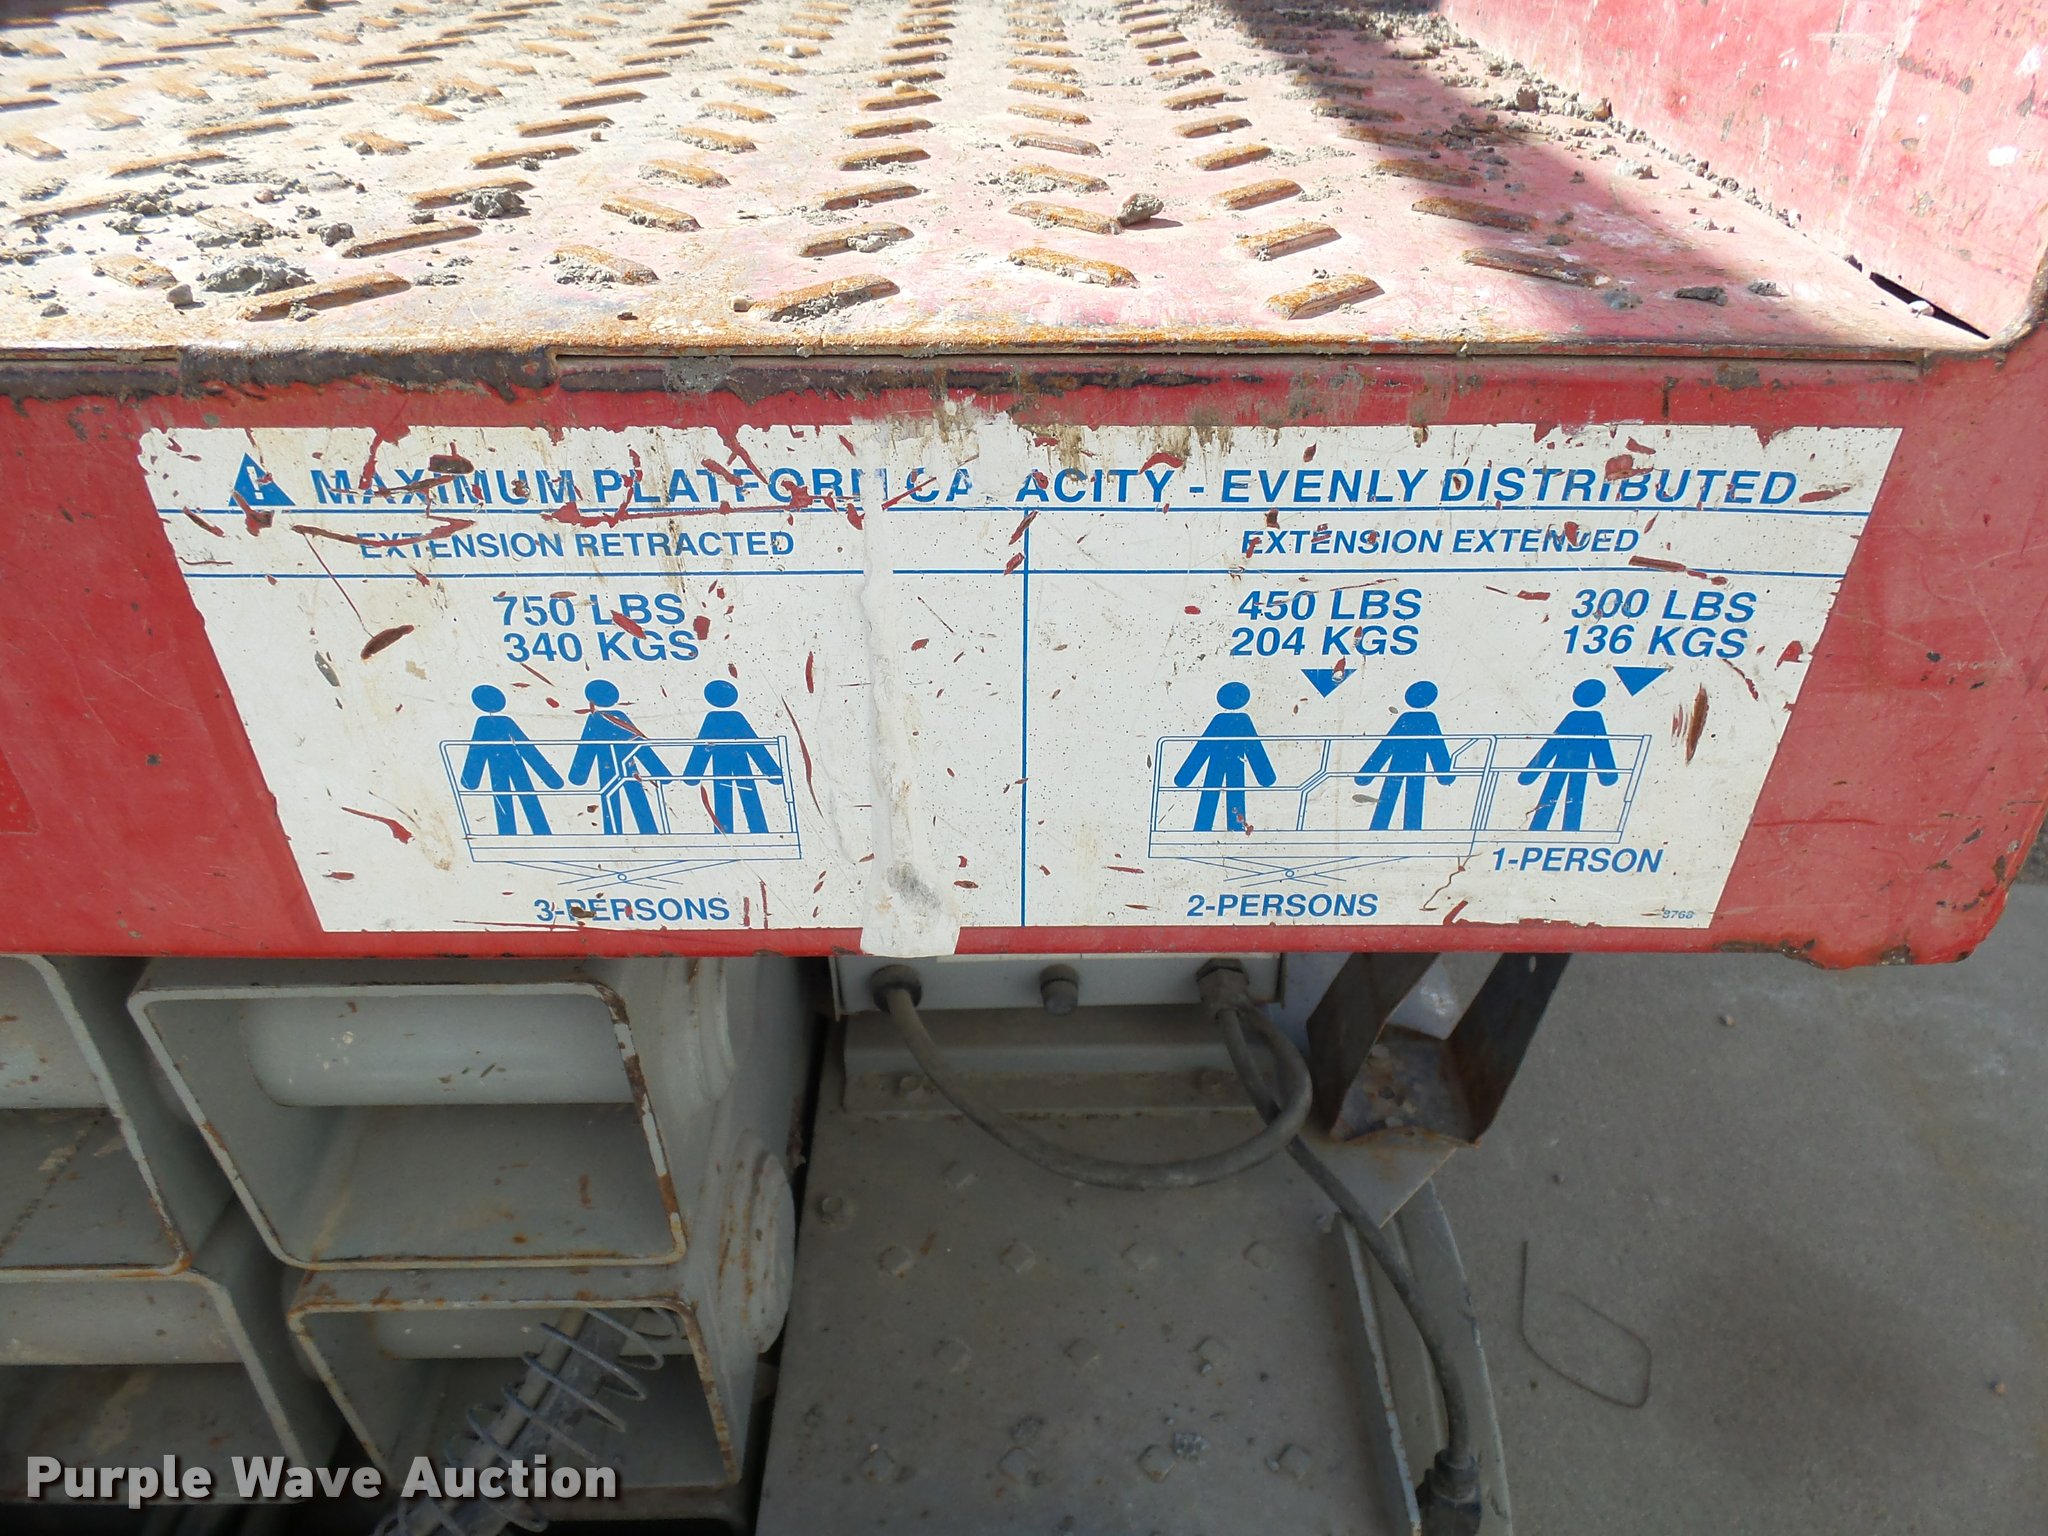 MAXIMUM PLATFORM CAPACITY - EVENLY DISTRIBUTED
EXTENSION RETRACTED
EXTENSION EXTENDED
750 LBS
340 KGS
450 LBS
204 KGS
300 LBS
136 KGS
3-PERSONS
2-PERSONS
1-PERSON
Purple Wave Auction